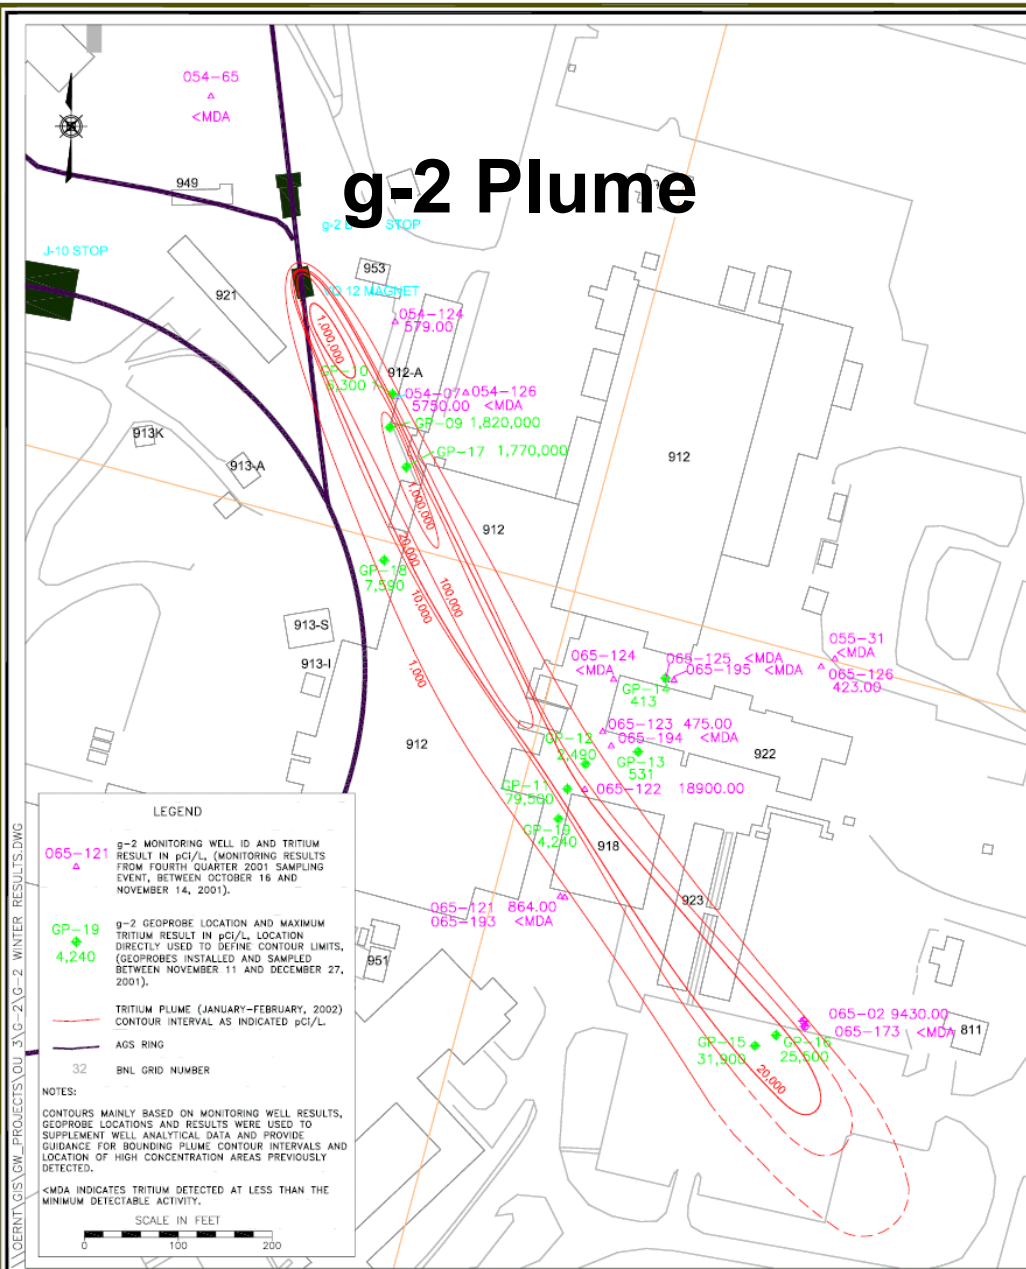 g-2 Plume
054-65
<MDA
949
g-2 B STOP
J-10 STOP
953
921
VQ 12 MAGNET
054-124
579.00
1,000,000
GP-10
912-A
054-07
054-126
5750.00 <MDA
GP-09 1,820,000
913K
GP-17 1,770,000
913-A
912
1,000,000
912
20,000
GP-18
7,590
100,000
10,000
913-S
913-I
1,000
055-31
<MDA
065-124
<MDA
065-125 <MDA
065-195 <MDA
065-126
423.00
GP-14
413
065-123 475.00
065-194 <MDA
GP-12
2,490
912
922
GP-13
531
GP-11
79,500
065-122 18900.00
GP-19
4,240
918
065-121 864.00
065-193 <MDA
923
951
065-02 9430.00
065-173 <MDA
811
GP-15
31,900
GP-16
25,500
20,000
LEGEND
065-121
g-2 MONITORING WELL ID AND TRITIUM
RESULT IN pCi/L, (MONITORING RESULTS
FROM FOURTH QUARTER 2001 SAMPLING
EVENT, BETWEEN OCTOBER 16 AND
NOVEMBER 14, 2001).
GP-19
4,240
g-2 GEOPROBE LOCATION AND MAXIMUM
TRITIUM RESULT IN pCi/L, LOCATION
DIRECTLY USED TO DEFINE CONTOUR LIMITS,
(GEOPROBES INSTALLED AND SAMPLED
BETWEEN NOVEMBER 11 AND DECEMBER 27,
2001).
TRITIUM PLUME (JANUARY-FEBRUARY, 2002)
CONTOUR INTERVAL AS INDICATED pCi/L.
AGS RING
32 BNL GRID NUMBER
NOTES:
CONTOURS MAINLY BASED ON MONITORING WELL RESULTS,
GEOPROBE LOCATIONS AND RESULTS WERE USED TO
SUPPLEMENT WELL ANALYTICAL DATA AND PROVIDE
GUIDANCE FOR BOUNDING PLUME CONTOUR INTERVALS AND
LOCATION OF HIGH CONCENTRATION AREAS PREVIOUSLY
DETECTED.
<MDA INDICATES TRITIUM DETECTED AT LESS THAN THE
MINIMUM DETECTABLE ACTIVITY.
SCALE IN FEET
0 100 200
\OERNT\GIS\GW_PROJECTS\OU 3\G-2\G-2 WINTER RESULTS.DWG